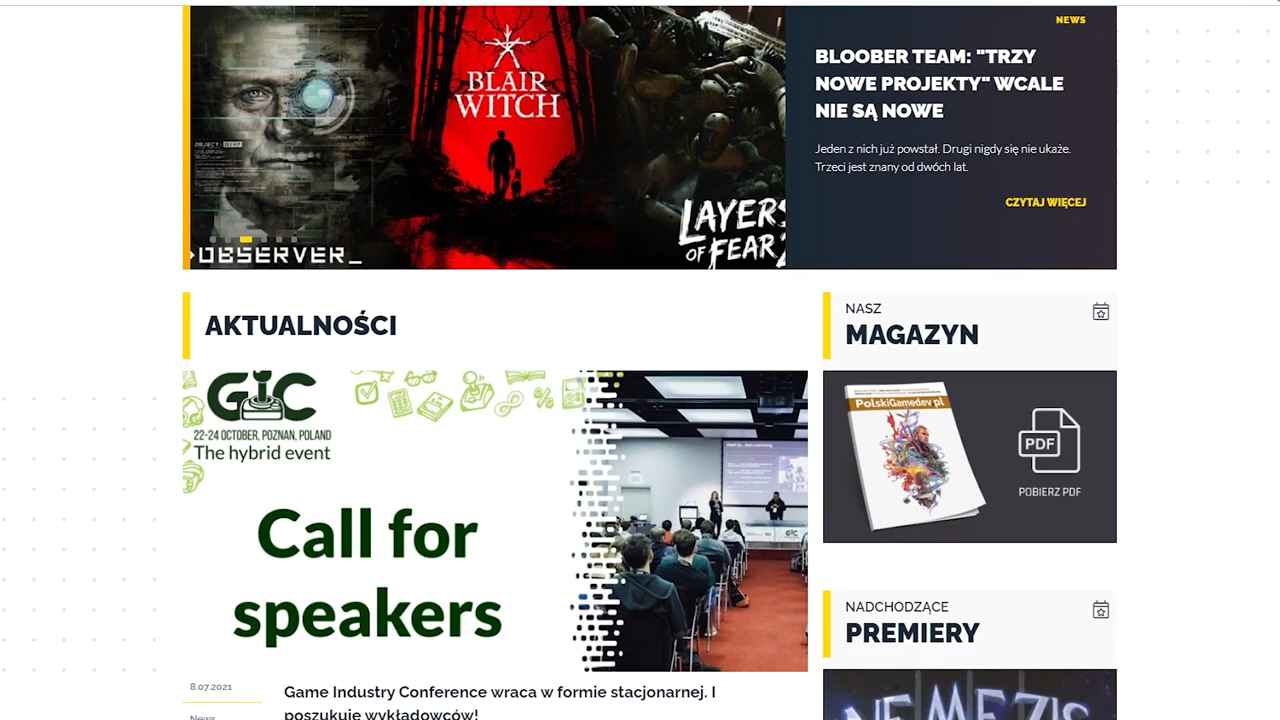 NEWS
BLOOBER TEAM: "TRZY
NOWE PROJEKTY" WCALE
NIE SĄ NOWE
Jeden z nich już powstał. Drugi nigdy się nie ukaże.
Trzeci jest znany od dwóch lat.
CZYTAJ WIĘCEJ
BLAIR
WITCH
LAYERS
OF FEAR 2
>OBSERVER_
AKTUALNOŚCI
GIC
22-24 OCTOBER, POZNAN, POLAND
The hybrid event
Call for
speakers
8.07.2021
News
Game Industry Conference wraca w formie stacjonarnej. I
poszukuje wykładowców!
NASZ
MAGAZYN
PolskiGamedev.pl
PDF
POBIERZ PDF
NADCHODZĄCE
PREMIERY
NEMEZIS